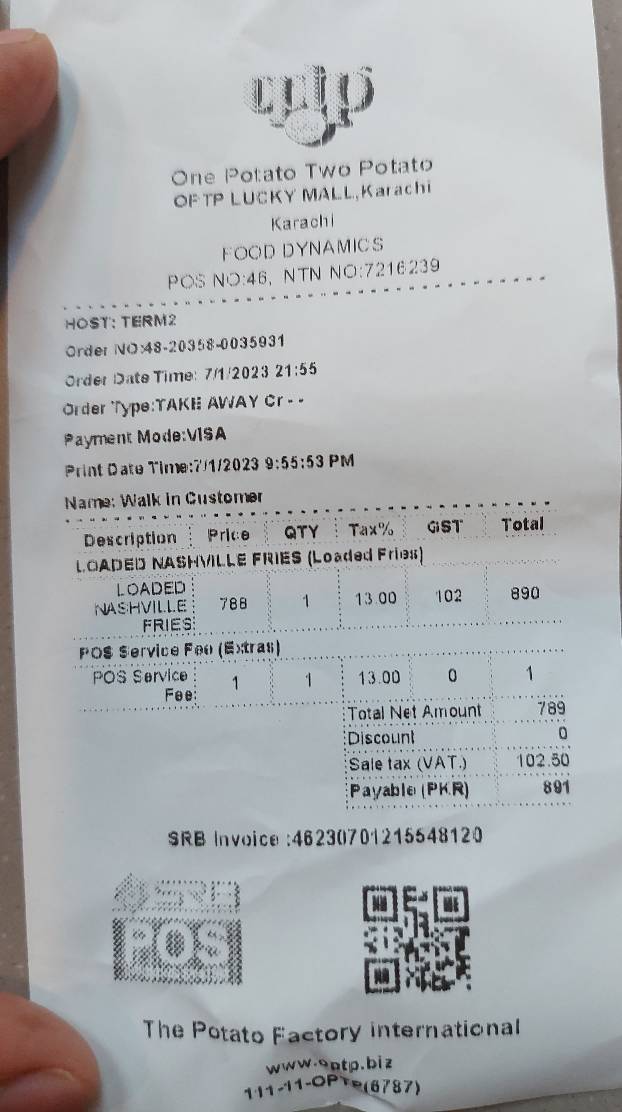 optp
One Potato Two Potato
OPTP LUCKY MALL,Karachi
Karachi
FOOD DYNAMICS
POS NO:46, NTN NO:7216239
HOST: TERM2
Order NO:48-20358-0035931
Order Date Time: 7/1/2023 21:55
Order Type:TAKE AWAY Cr--
Payment Mode:VISA
Print Date Time:7/1/2023 9:55:53 PM
Name: Walk in Customer
Description Price QTY Tax% GST Total
LOADED NASHVILLE FRIES (Loaded Fries)
LOADED
NASHVILLE 788 1 13.00 102 890
FRIES
POS Service Fee (Extras)
POS Service 1 1 13.00 0 1
Fee
Total Net Amount 789
Discount 0
Sale tax (VAT.) 102.50
Payable (PKR) 891
SRB Invoice :46230701215548120
SRB
POS
The Potato Factory international
www.optp.biz
111-11-OPTP(6787)